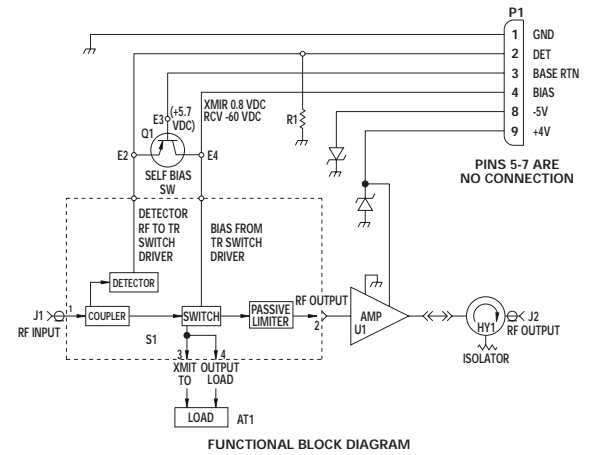 P1
1 GND
2 DET
3 BASE RTN
4 BIAS
8 -5V
9 +4V
PINS 5-7 ARE
NO CONNECTION
XMIR 0.8 VDC
RCV -60 VDC
R1
E3
(+5.7
VDC)
Q1
E2
E4
SELF BIAS
SW
DETECTOR
RF TO TR
SWITCH
DRIVER
BIAS FROM
TR SWITCH
DRIVER
DETECTOR
J1
RF INPUT
1
COUPLER
SWITCH
PASSIVE
LIMITER
RF OUTPUT
2
S1
AMP
U1
HY1
J2
RF OUTPUT
ISOLATOR
3 4
XMIT OUTPUT
TO LOAD
LOAD
AT1
FUNCTIONAL BLOCK DIAGRAM